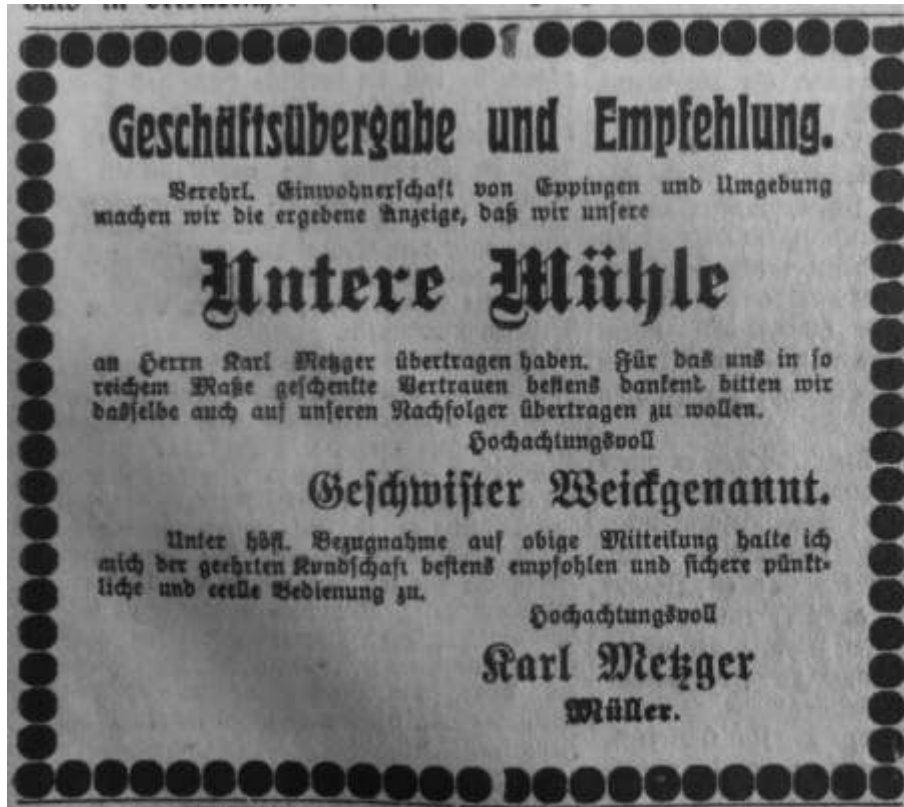 Geschäftsübergabe und Empfehlung.
Verehrl. Einwohnerschaft von Eppingen und Umgebung
machen wir die ergebene Anzeige, daß wir unsere
Untere Mühle
an Herrn Karl Metzger übertragen haben. Für das uns in so
reichem Maße geschenkte Vertrauen bestens dankend bitten wir
dasselbe auch auf unseren Nachfolger übertragen zu wollen.
Hochachtungsvoll
Geschwister Weickgenannt.
Unter höfl. Bezugnahme auf obige Mitteilung halte ich
mich der geehrten Kundschaft bestens empfohlen und sichere pünkt-
liche und reelle Bedienung zu.
Hochachtungsvoll
Karl Metzger
Müller.